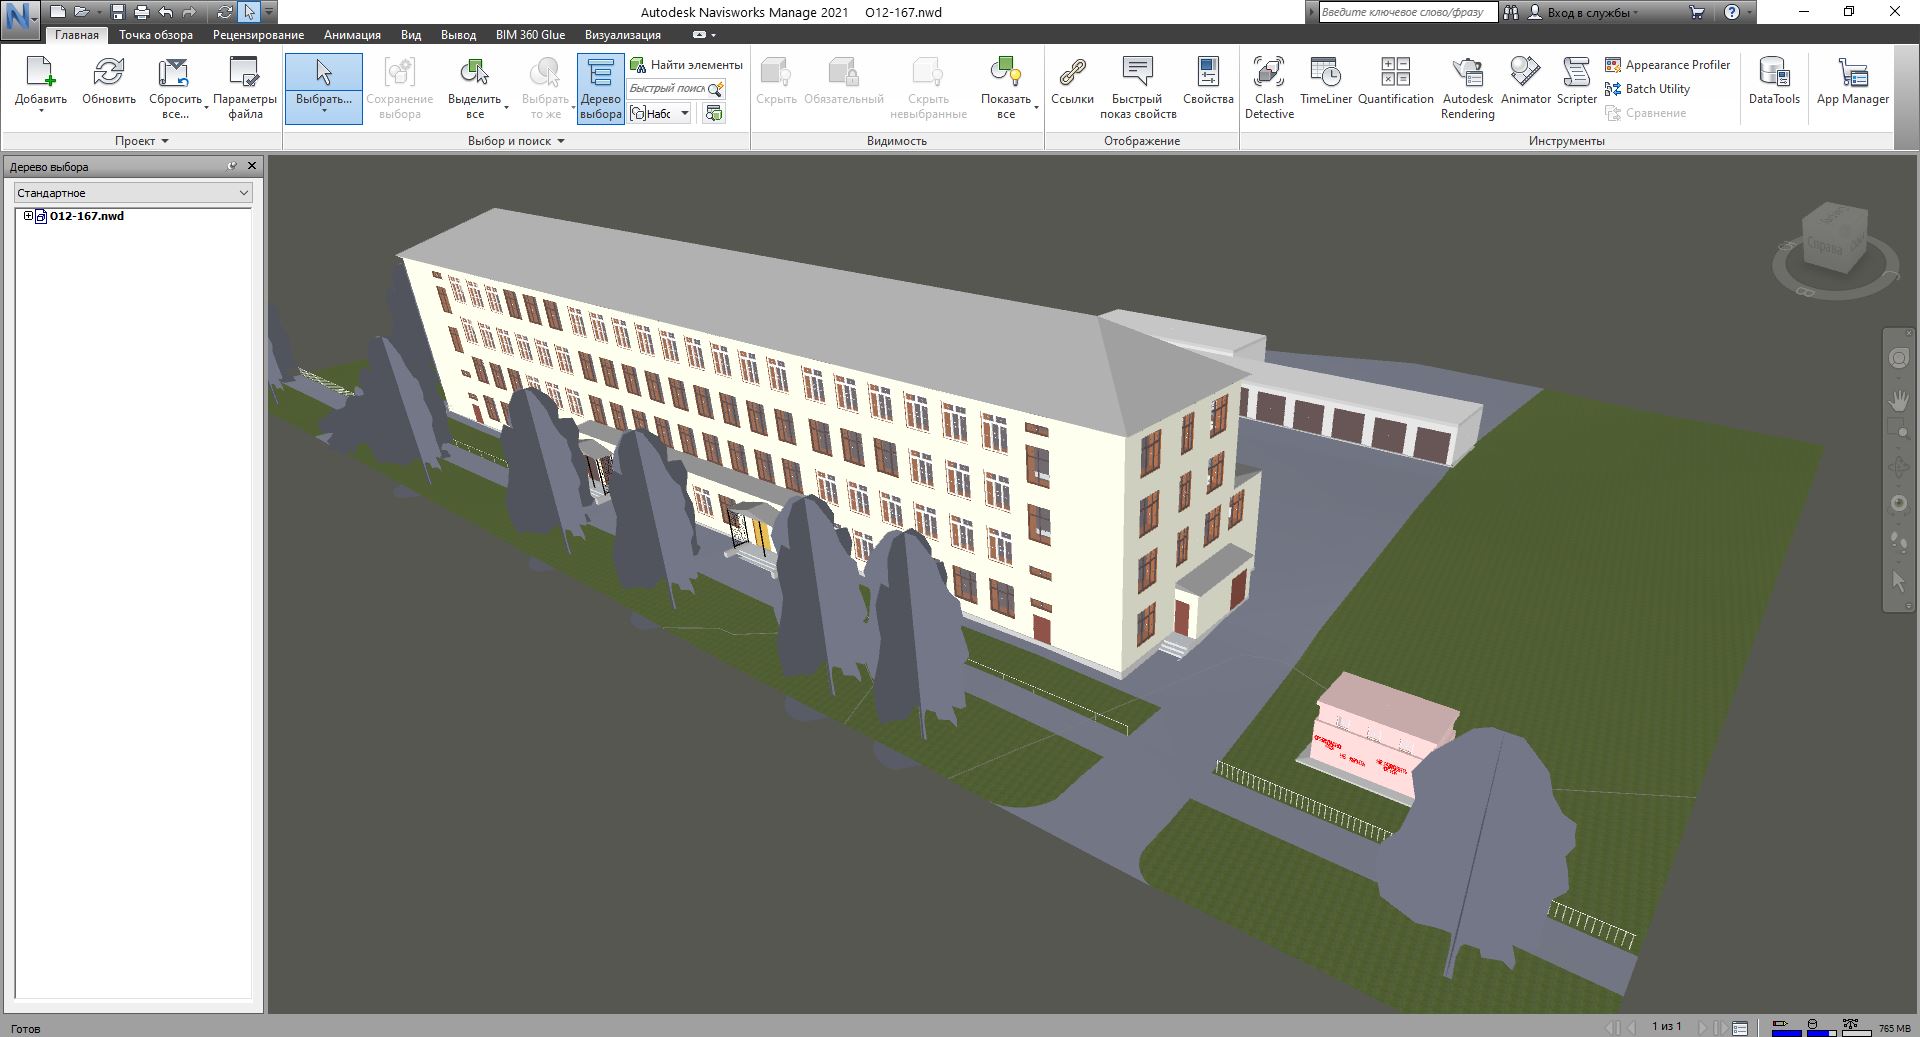 Autodesk Navisworks Manage 2021 O12-167.nwd
Введите ключевое слово/фразу
Вход в службы
Главная Точка обзора Рецензирование Анимация Вид Вывод BIM 360 Glue Визуализация
Добавить
Обновить
Сбросить
все...
Параметры
файла
Проект
Выбрать...
Сохранение
выбора
Выделить
все
Выбрать
то же
Дерево
выбора
Найти элементы
Быстрый поиск
Набс
Выбор и поиск
Скрыть
Обязательный
Скрыть
невыбранные
Показать
все
Видимость
Ссылки
Быстрый
показ свойств
Свойства
Отображение
Clash
Detective
TimeLiner
Quantification
Autodesk
Rendering
Animator
Scripter
Appearance Profiler
Batch Utility
Сравнение
Инструменты
DataTools
App Manager
Дерево выбора
Стандартное
O12-167.nwd
Справа
Готов
1 из 1
765 MB